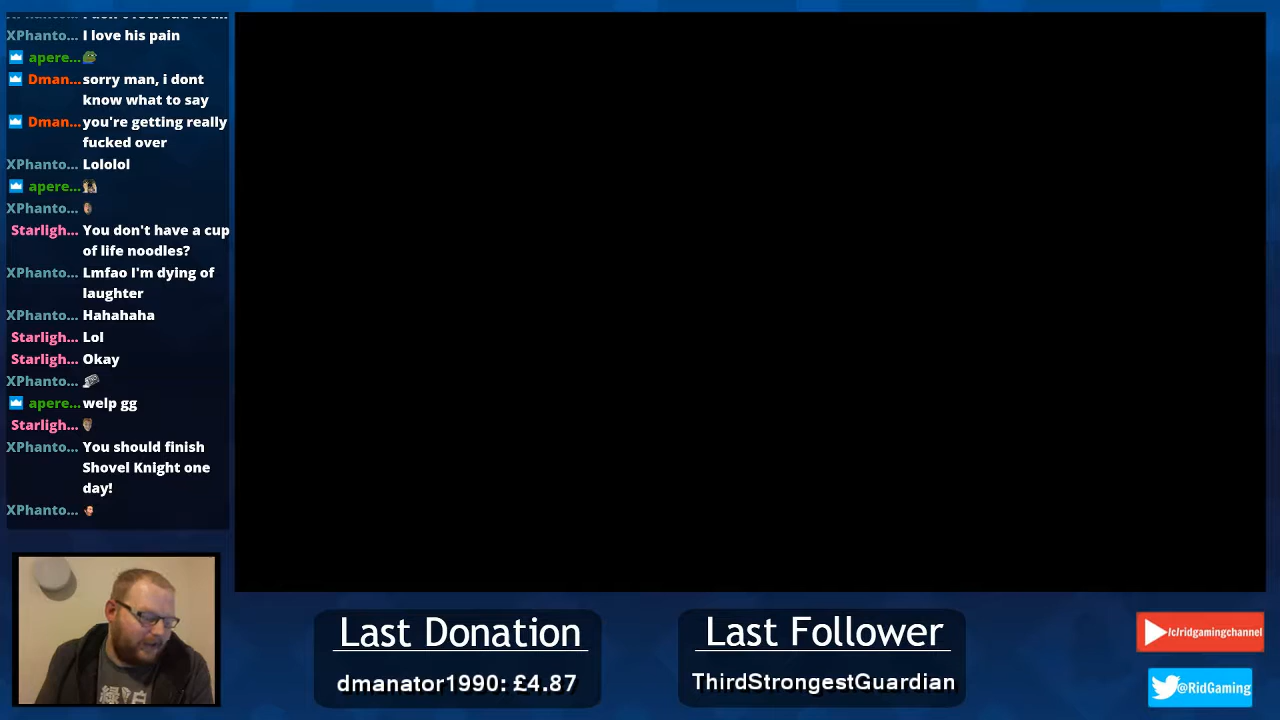 XPhanto... I love his pain
apere...
Dman... sorry man, i dont
know what to say
Dman... you're getting really
fucked over
XPhanto... Lololol
apere...
XPhanto...
Starligh... You don't have a cup
of life noodles?
XPhanto... Lmfao I'm dying of
laughter
XPhanto... Hahahaha
Starligh... Lol
Starligh... Okay
XPhanto...
apere... welp gg
Starligh...
XPhanto... You should finish
Shovel Knight one
day!
XPhanto...
緑白
Last Donation
dmanator1990: £4.87
Last Follower
ThirdStrongestGuardian
/c/ridgamingchannel
@RidGaming